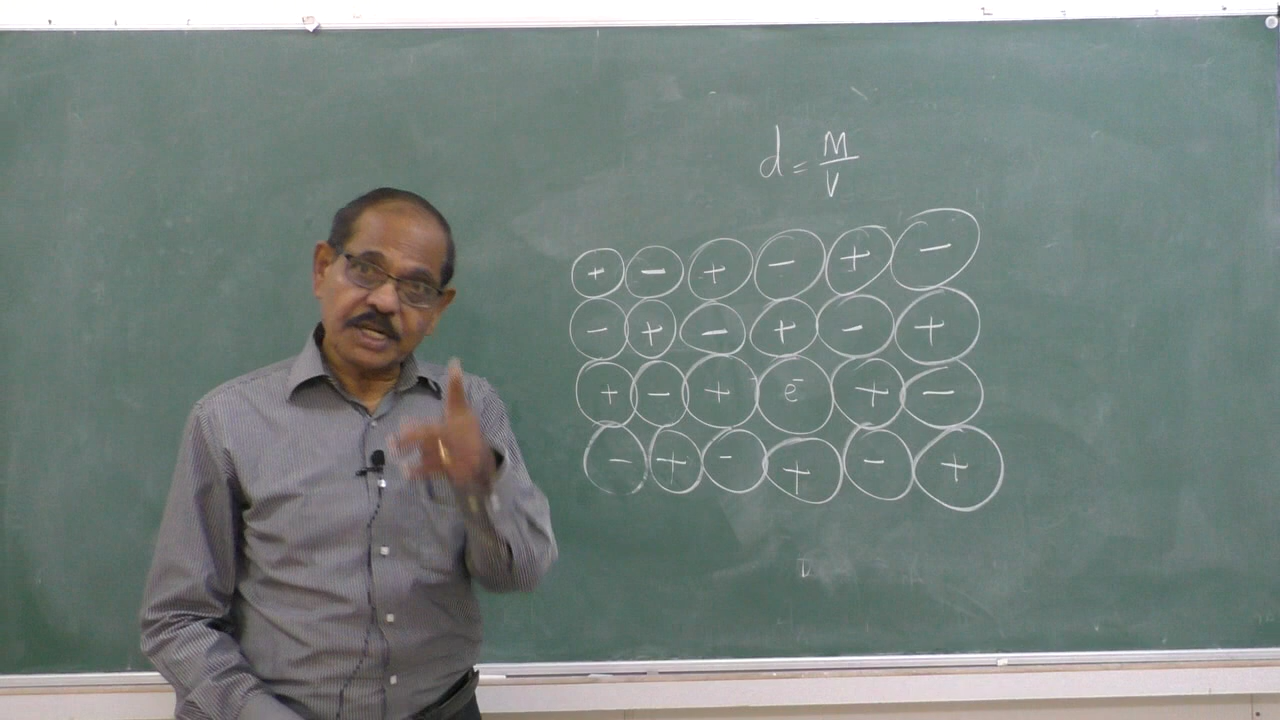 d = M/V
+ − + − + −
− + − + − +
+ − + e⁻ + −
− + − + − +